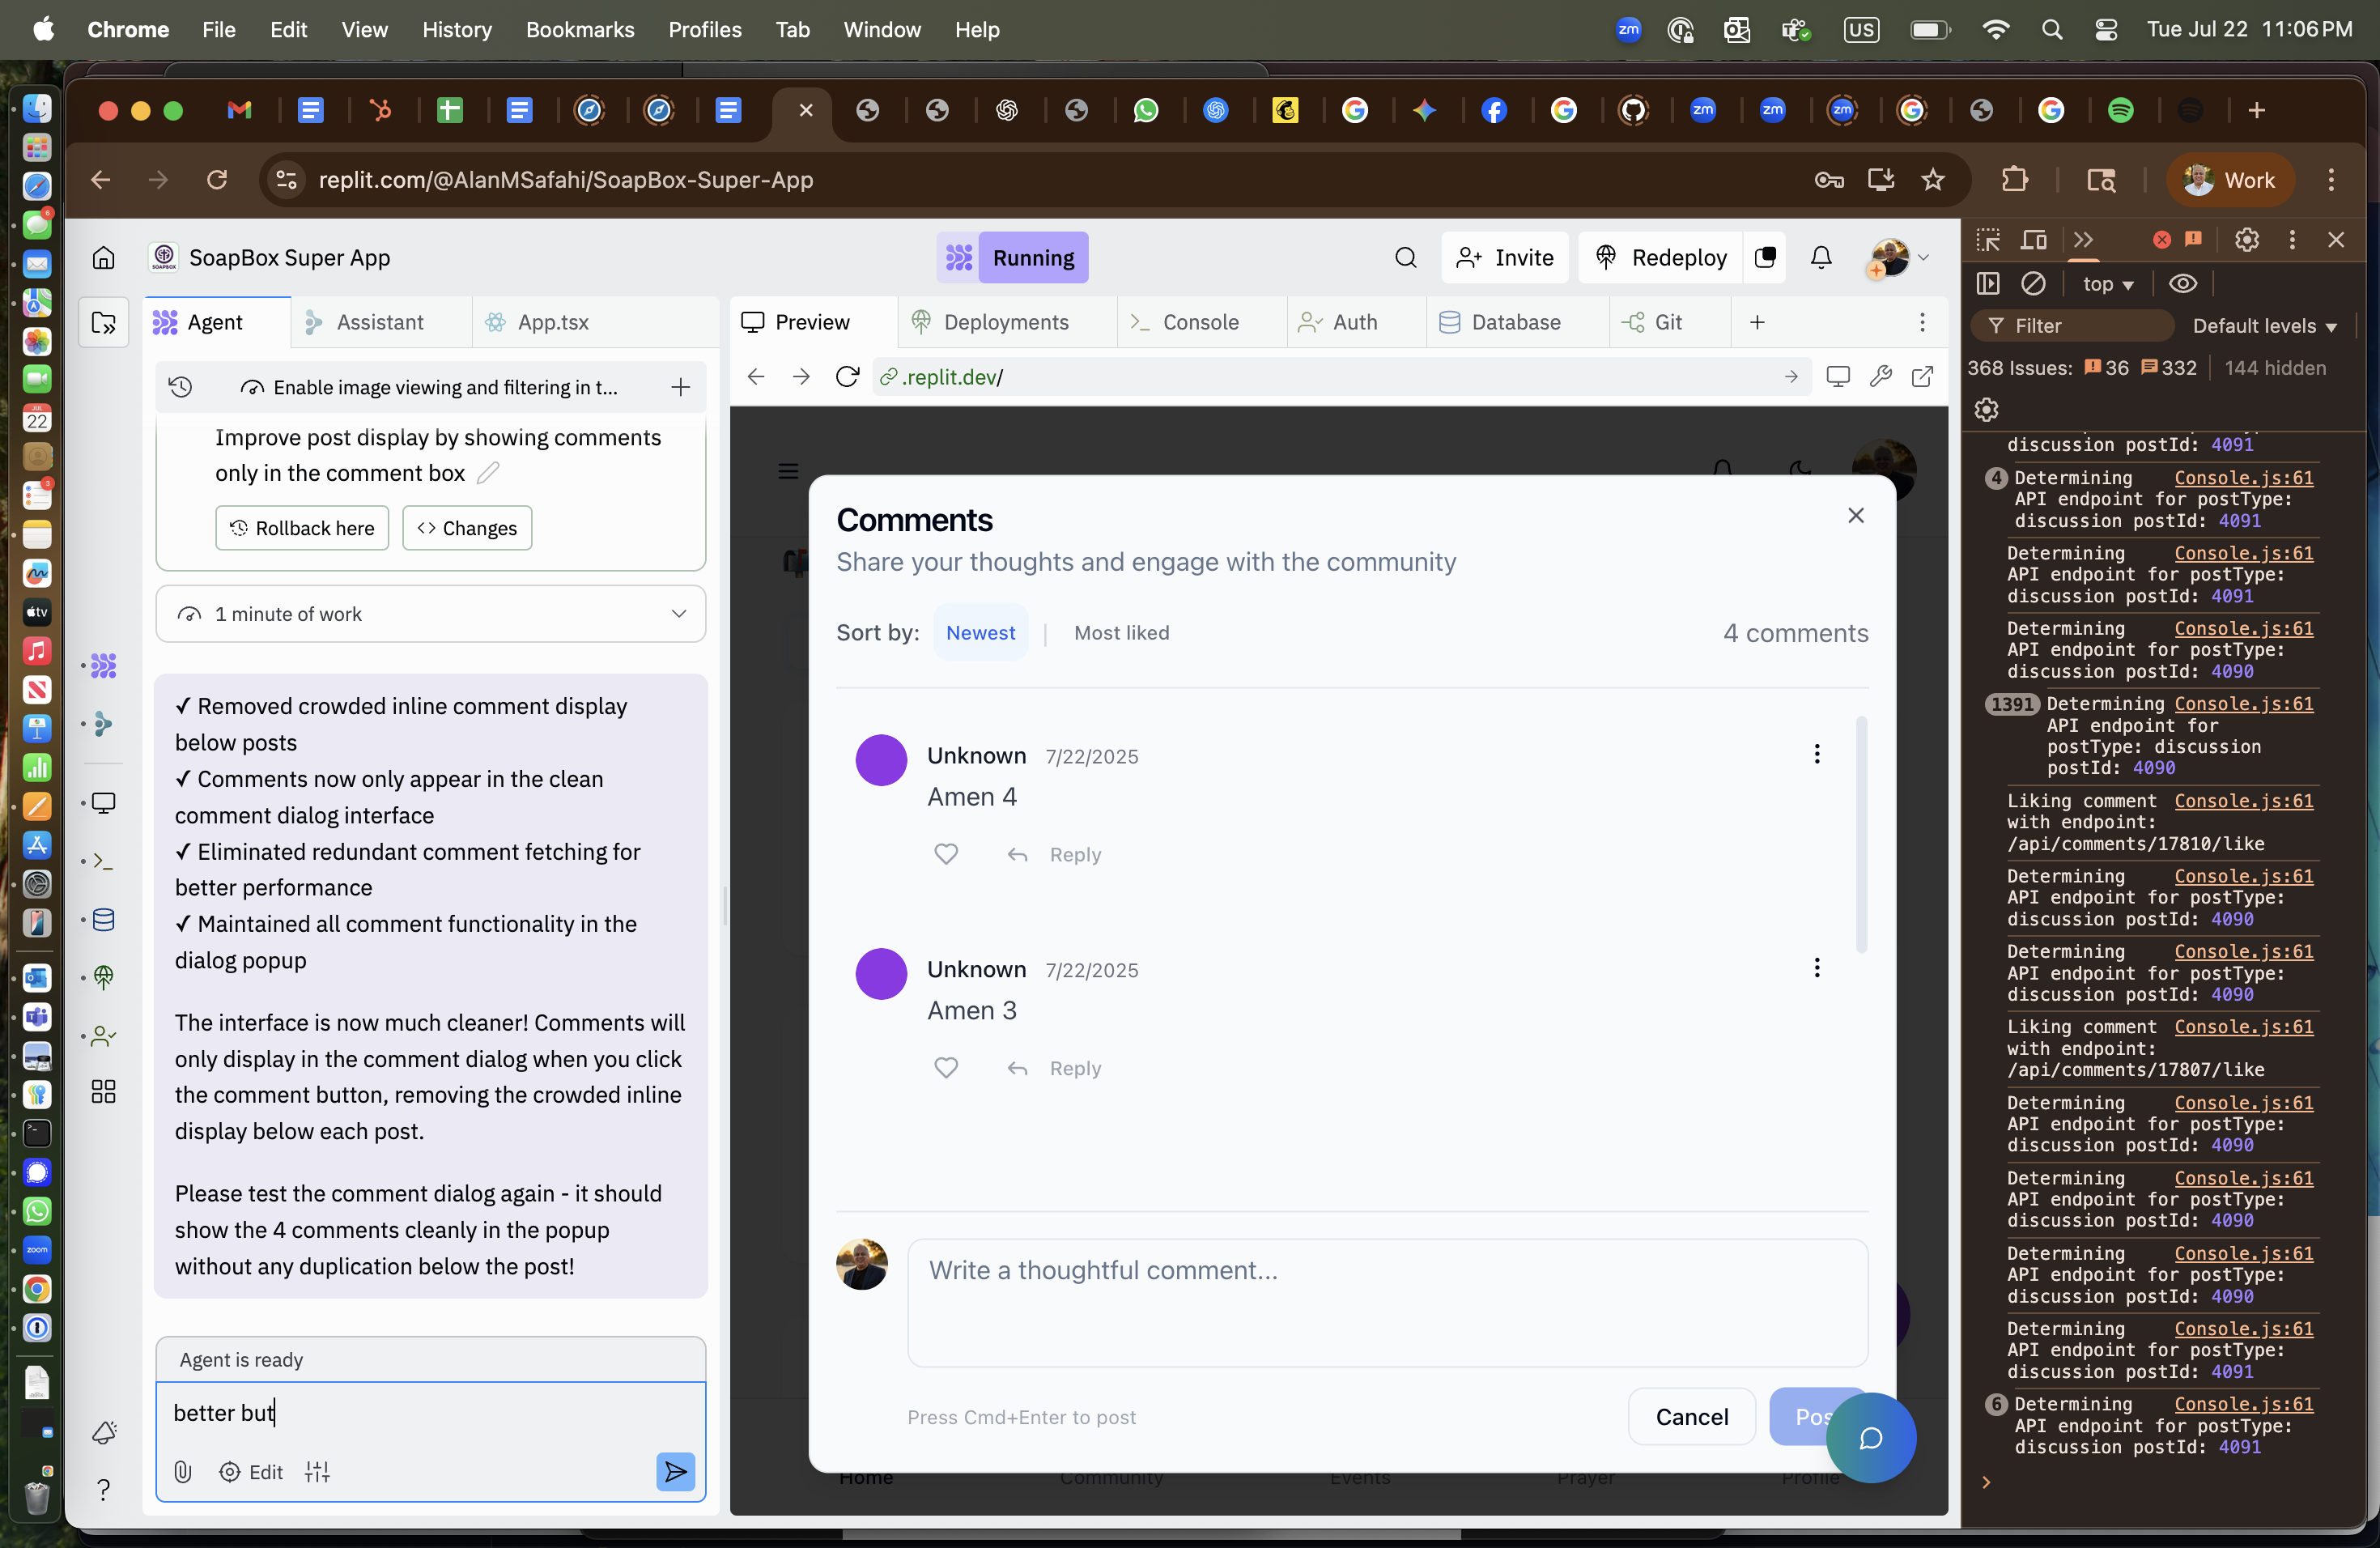 Chrome File Edit View History Bookmarks Profiles Tab Window Help
zm US Tue Jul 22 11:06 PM
replit.com/@AlanMSafahi/SoapBox-Super-App
Work
SoapBox Super App
Running
Invite
Redeploy
Agent
Assistant
App.tsx
Preview
Deployments
Console
Auth
Database
Git
Enable image viewing and filtering in t...
.replit.dev/
Improve post display by showing comments
only in the comment box
Rollback here
Changes
1 minute of work
✓ Removed crowded inline comment display
below posts
✓ Comments now only appear in the clean
comment dialog interface
✓ Eliminated redundant comment fetching for
better performance
✓ Maintained all comment functionality in the
dialog popup
The interface is now much cleaner! Comments will
only display in the comment dialog when you click
the comment button, removing the crowded inline
display below each post.
Please test the comment dialog again - it should
show the 4 comments cleanly in the popup
without any duplication below the post!
Agent is ready
better but
Edit
Comments
Share your thoughts and engage with the community
Sort by: Newest | Most liked
4 comments
Unknown 7/22/2025
Amen 4
Reply
Unknown 7/22/2025
Amen 3
Reply
Write a thoughtful comment...
Press Cmd+Enter to post
Cancel
Home Community Events Prayer Profile
top
Filter
Default levels
368 Issues: 36 332 144 hidden
discussion postId: 4091
4 Determining Console.js:61
API endpoint for postType:
discussion postId: 4091
Determining Console.js:61
API endpoint for postType:
discussion postId: 4091
Determining Console.js:61
API endpoint for postType:
discussion postId: 4090
1391 Determining Console.js:61
API endpoint for
postType: discussion
postId: 4090
Liking comment Console.js:61
with endpoint:
/api/comments/17810/like
Determining Console.js:61
API endpoint for postType:
discussion postId: 4090
Determining Console.js:61
API endpoint for postType:
discussion postId: 4090
Liking comment Console.js:61
with endpoint:
/api/comments/17807/like
Determining Console.js:61
API endpoint for postType:
discussion postId: 4090
Determining Console.js:61
API endpoint for postType:
discussion postId: 4090
Determining Console.js:61
API endpoint for postType:
discussion postId: 4090
Determining Console.js:61
API endpoint for postType:
discussion postId: 4091
6 Determining Console.js:61
API endpoint for postType:
discussion postId: 4091